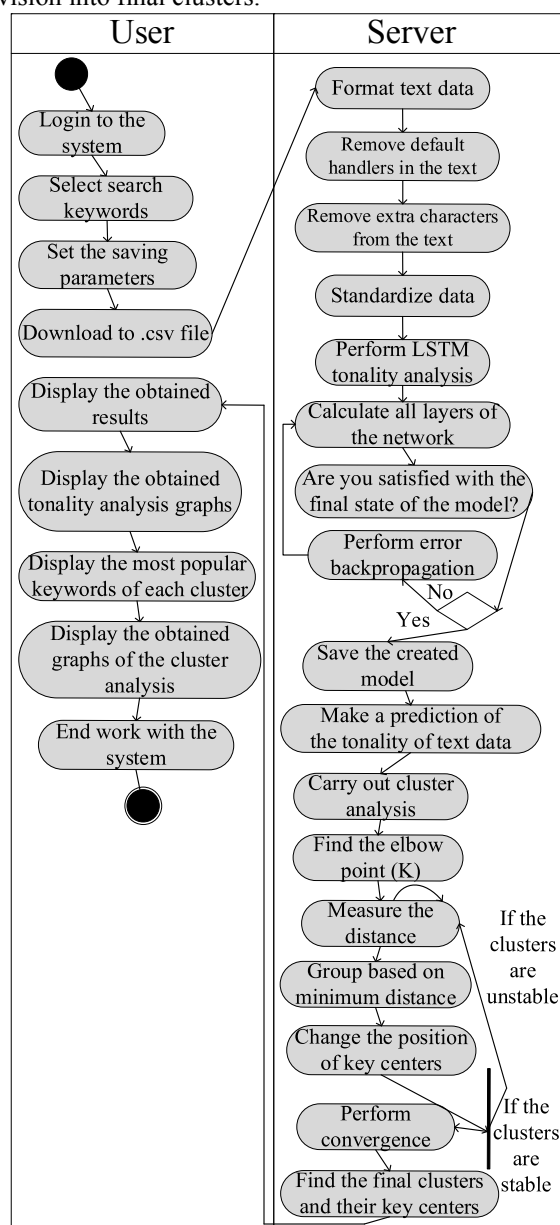 vision into final clusters.
User
Server
Login to the
system
Select search
keywords
Set the saving
parameters
Download to .csv file
Display the obtained
results
Display the obtained
tonality analysis graphs
Display the most popular
keywords of each cluster
Display the obtained
graphs of the cluster
analysis
End work with the
system
Format text data
Remove default
handlers in the text
Remove extra characters
from the text
Standardize data
Perform LSTM
tonality analysis
Calculate all layers of
the network
Are you satisfied with the
final state of the model?
Perform error
backpropagation
No
Yes
Save the created
model
Make a prediction of
the tonality of text data
Carry out cluster
analysis
Find the elbow
point (K)
Measure the
distance
If the
clusters
are
unstable
Group based on
minimum distance
Change the position
of key centers
Perform
convergence
If the
clusters
are
stable
Find the final clusters
and their key centers